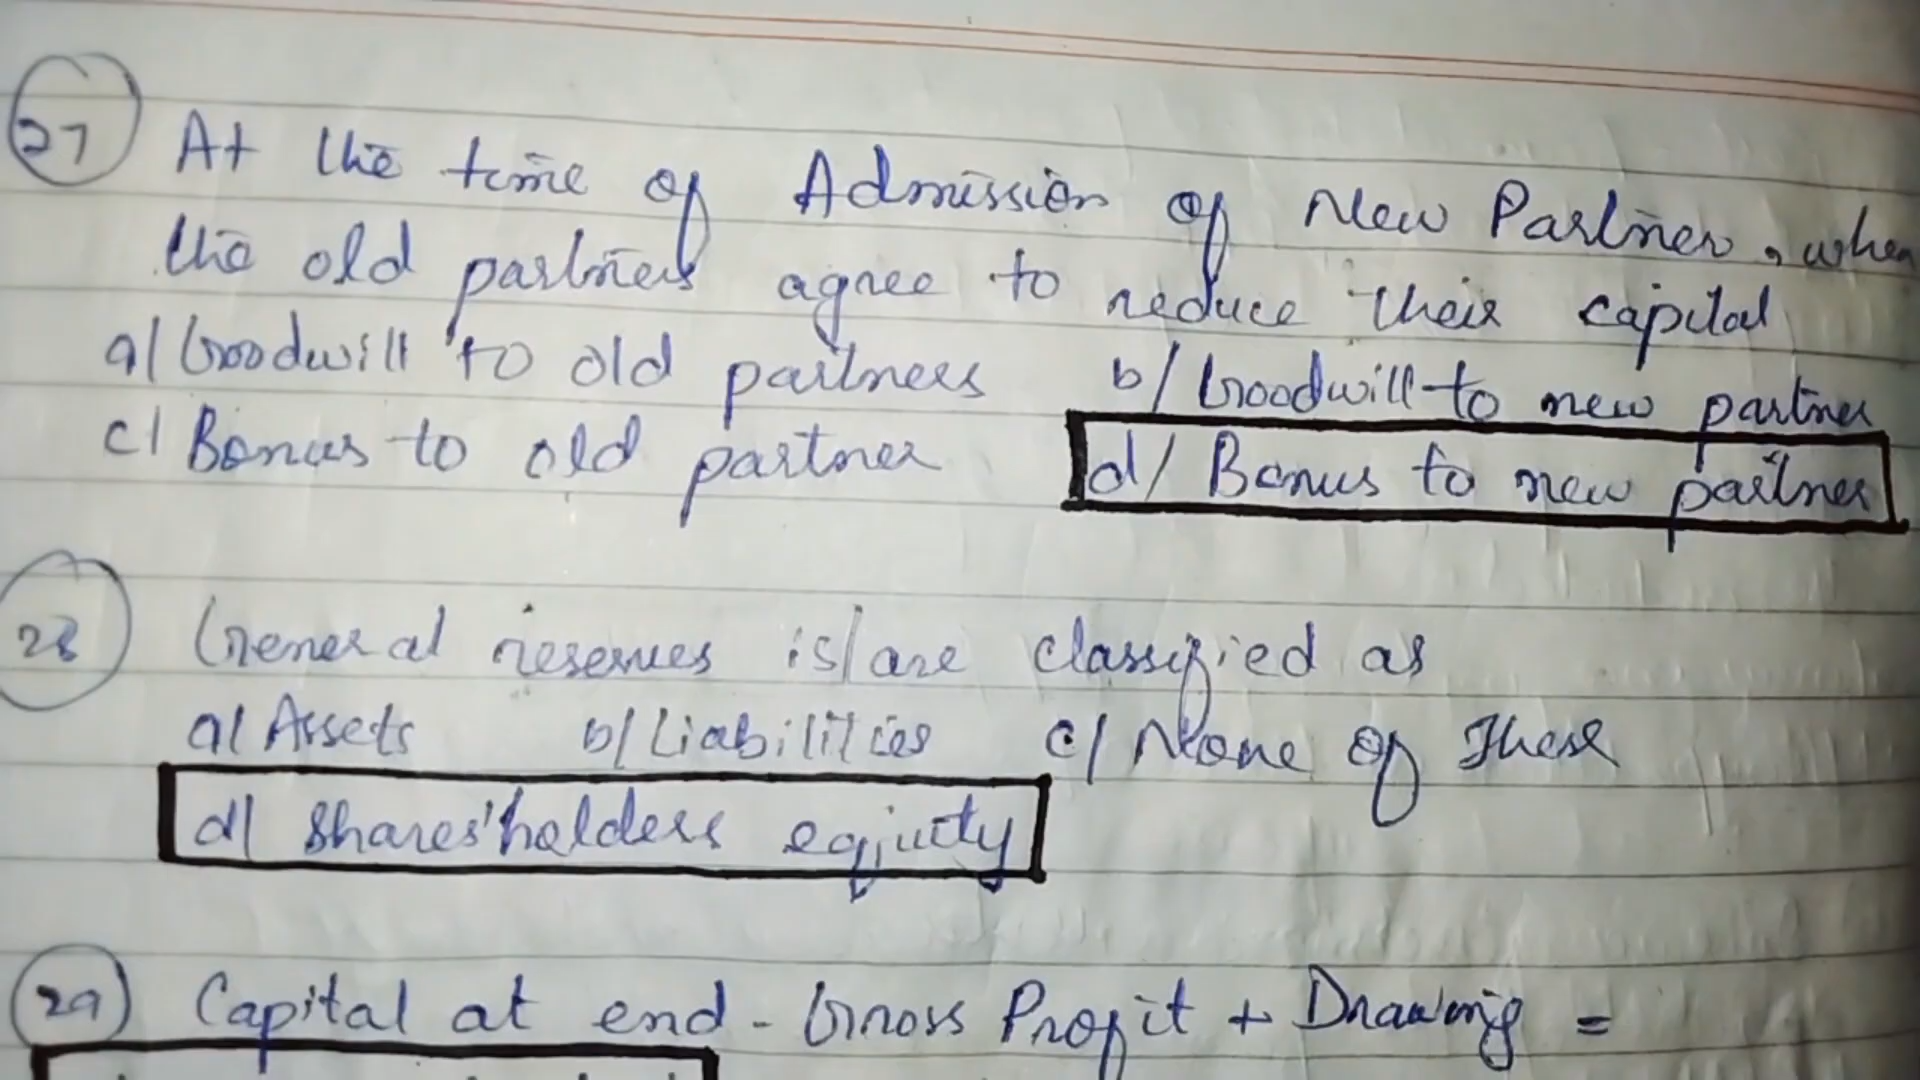 27 At the time of Admission of New Partner, when
the old partners agree to reduce their capital
a/ Goodwill to old partners b/ Goodwill to new partner
c/ Bonus to old partner d/ Bonus to new partner
28 General reserves is/are classified as
a/ Assets b/ Liabilities c/ None of These
d/ Shares'holders equity
29 Capital at end - Gross Profit + Drawing =